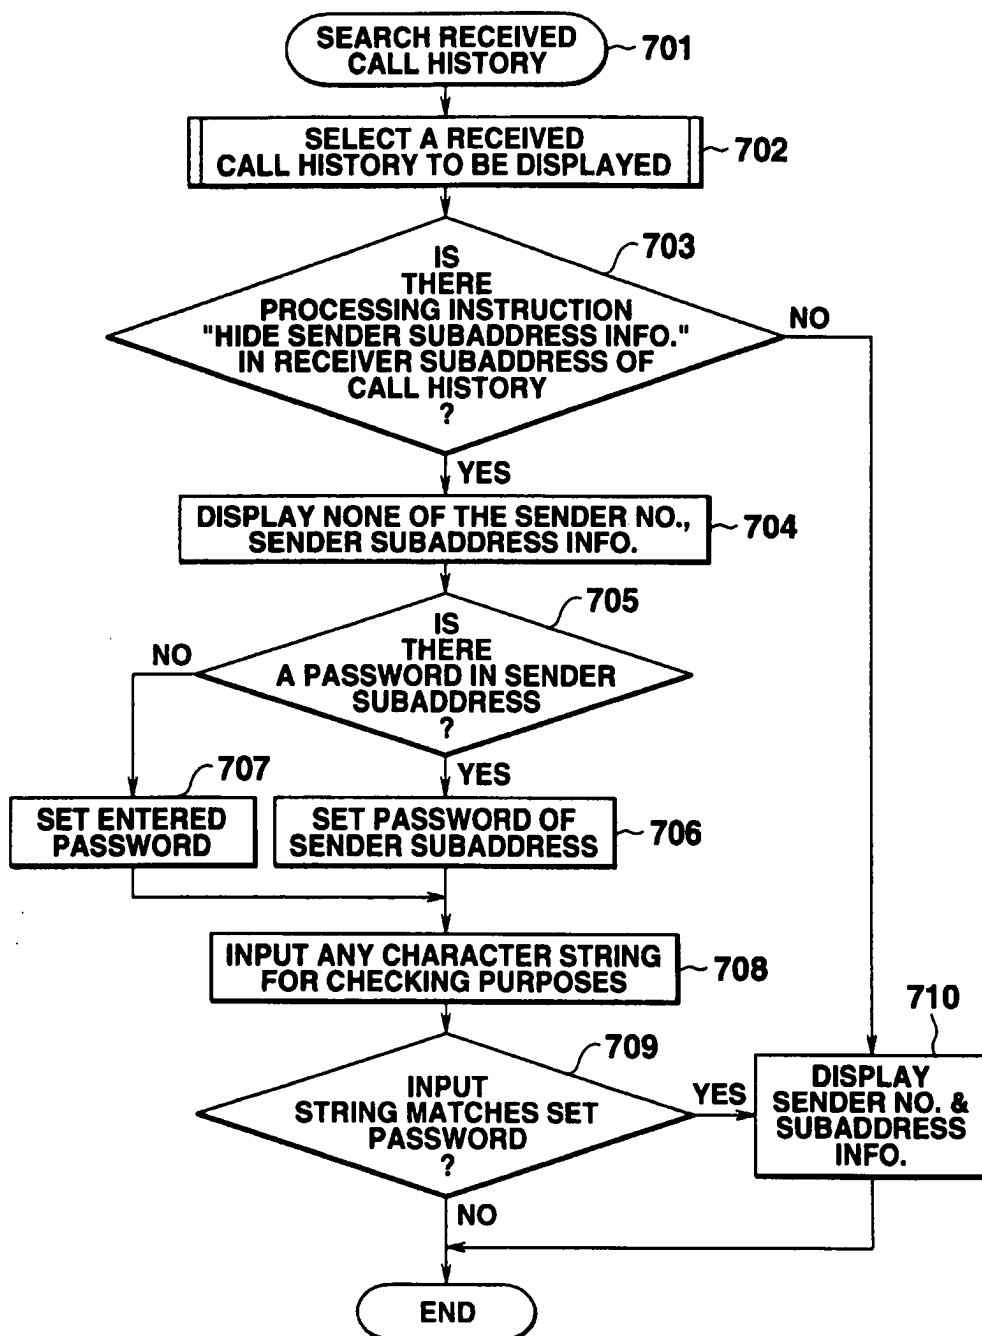 SEARCH RECEIVED
CALL HISTORY
701
SELECT A RECEIVED
CALL HISTORY TO BE DISPLAYED
702
703
IS
THERE
PROCESSING INSTRUCTION
"HIDE SENDER SUBADDRESS INFO."
IN RECEIVER SUBADDRESS OF
CALL HISTORY
?
NO
YES
DISPLAY NONE OF THE SENDER NO.,
SENDER SUBADDRESS INFO.
704
705
IS
THERE
A PASSWORD IN SENDER
SUBADDRESS
?
NO
YES
707
SET ENTERED
PASSWORD
SET PASSWORD OF
SENDER SUBADDRESS
706
INPUT ANY CHARACTER STRING
FOR CHECKING PURPOSES
708
709
INPUT
STRING MATCHES SET
PASSWORD
?
YES
NO
710
DISPLAY
SENDER NO. &
SUBADDRESS
INFO.
END